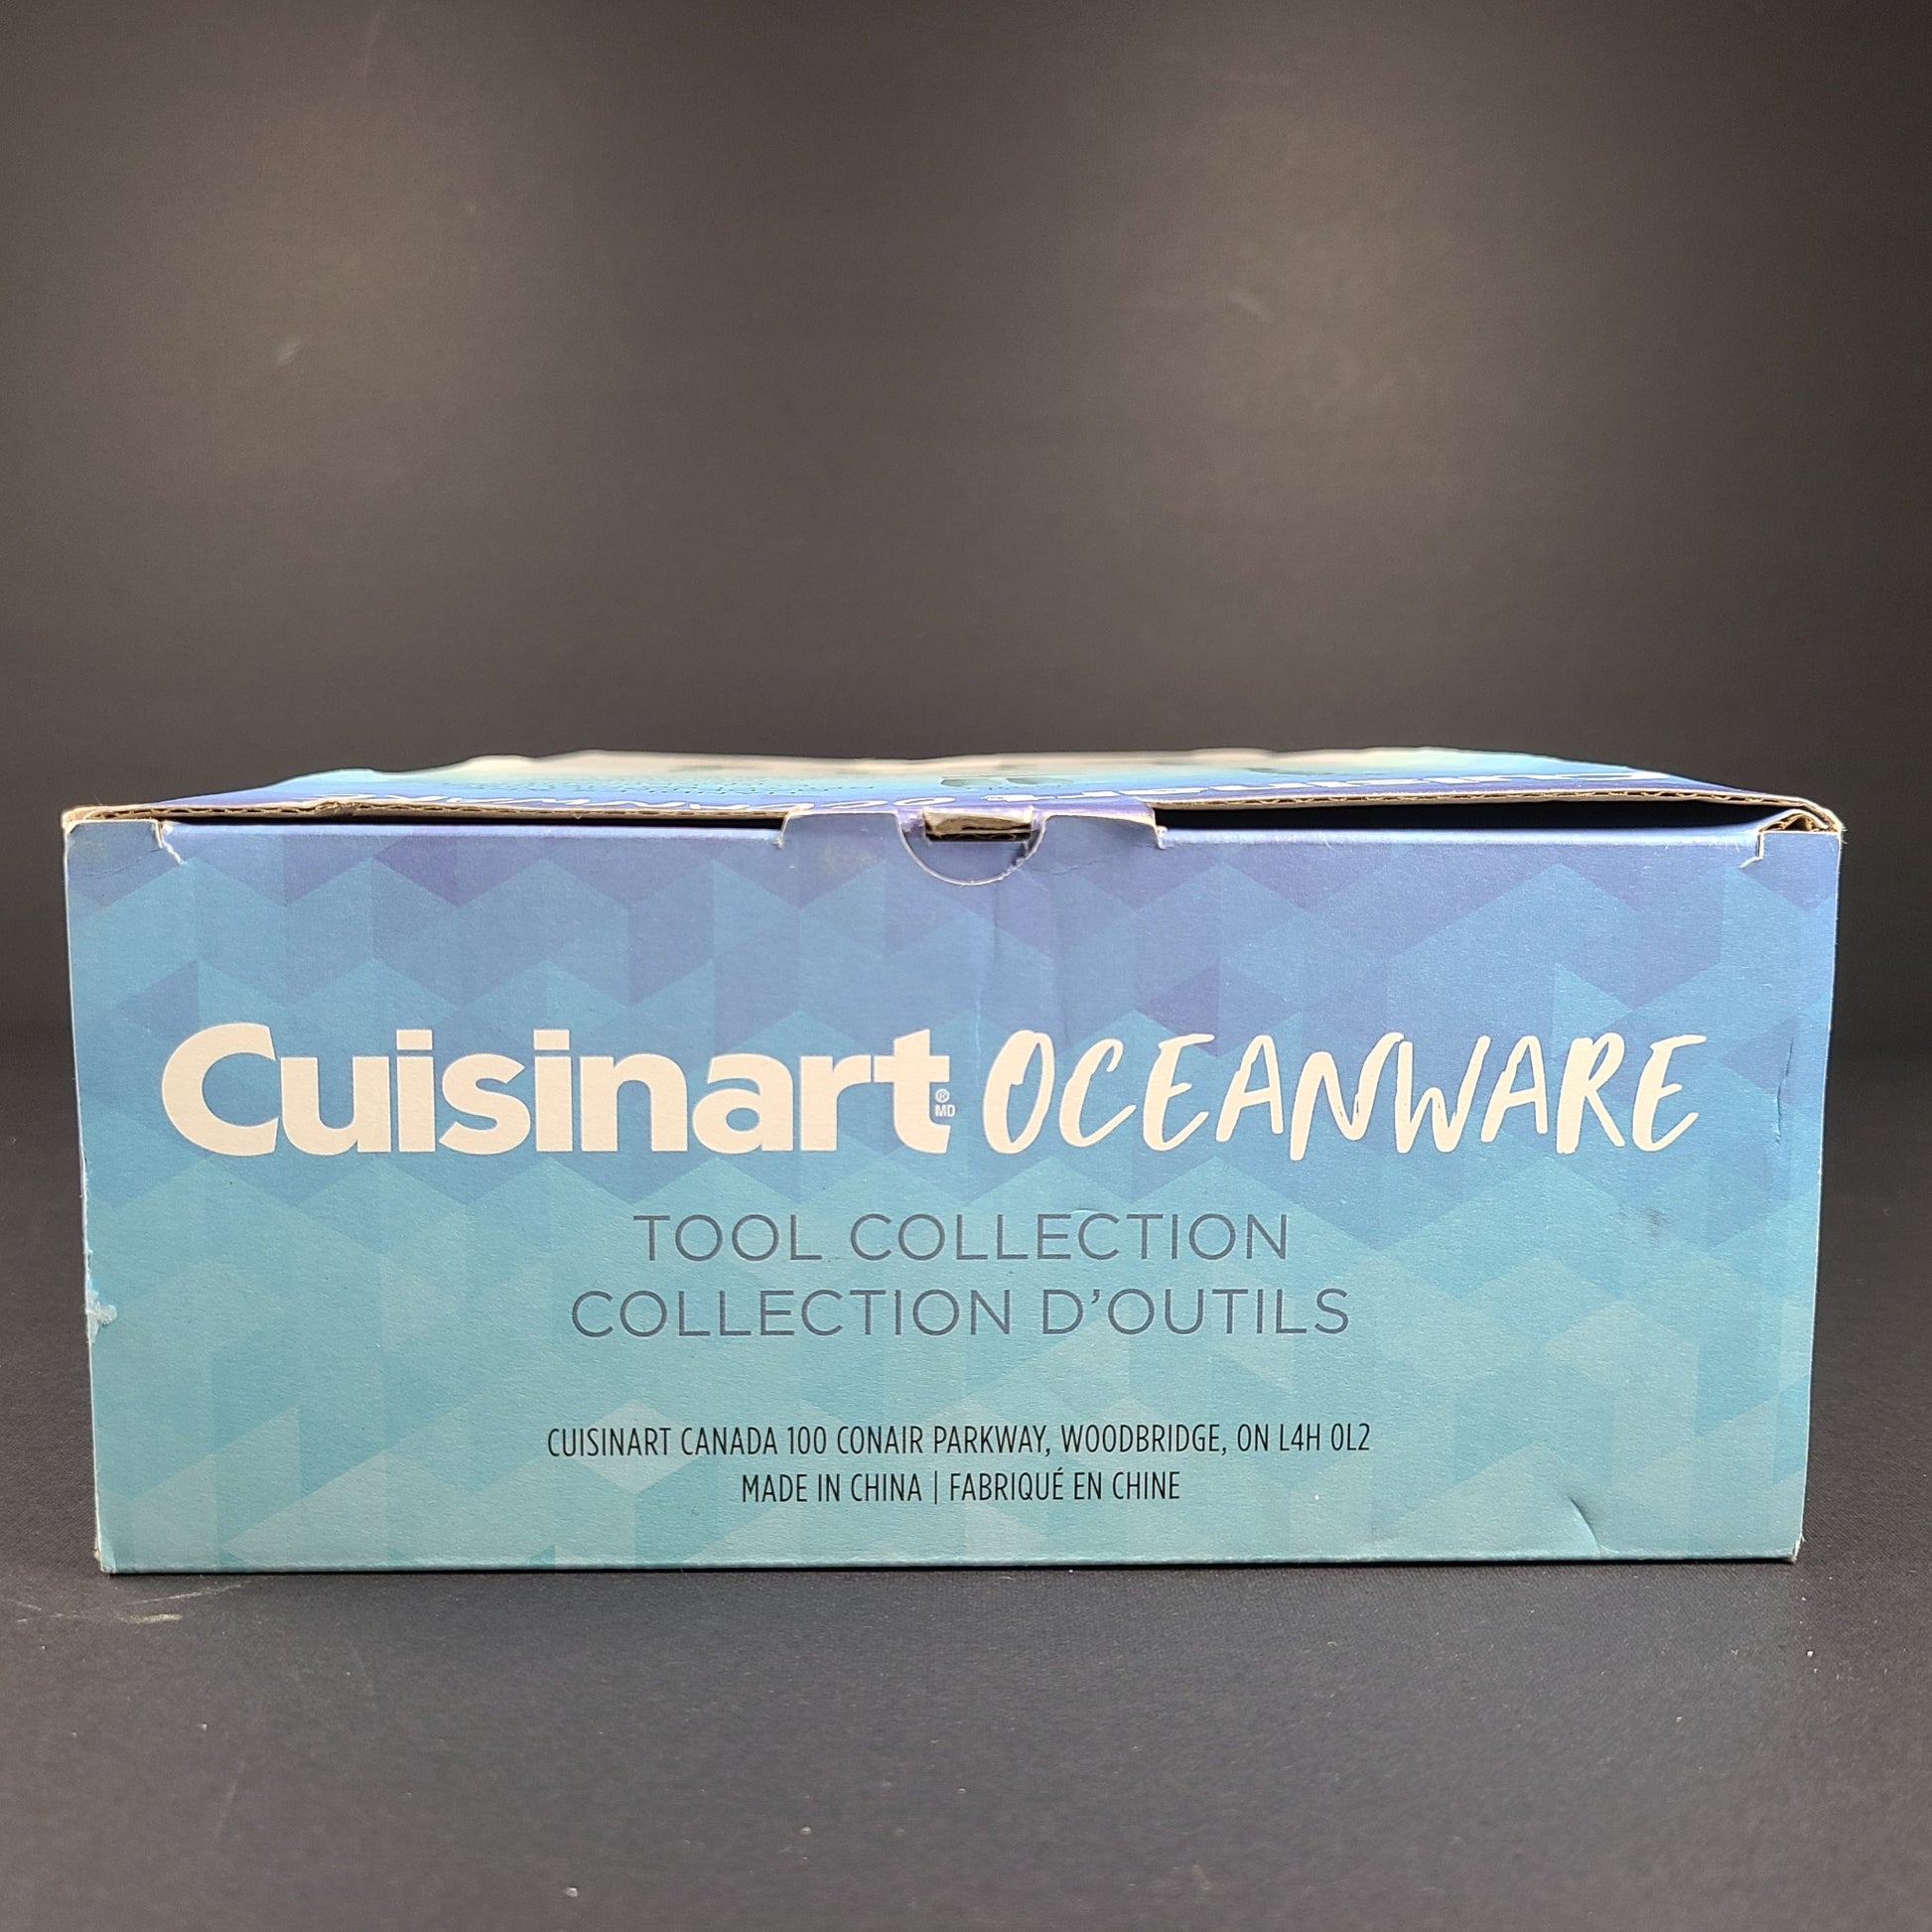 Cuisinart ® MD OCEANWARE
TOOL COLLECTION
COLLECTION D'OUTILS
CUISINART CANADA 100 CONAIR PARKWAY, WOODBRIDGE, ON L4H 0L2
MADE IN CHINA | FABRIQUÉ EN CHINE